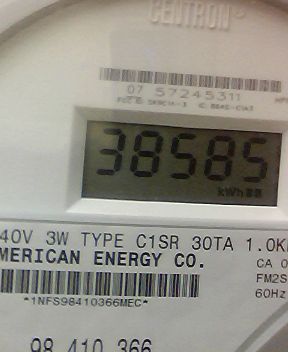 CENTRON®
07 57245311
38585
kWh
40V 3W TYPE C1SR 30TA 1.0K
MERICAN ENERGY CO.
CA 0
FM2S
*1NFS98410366MEC*
60Hz
98 410 366